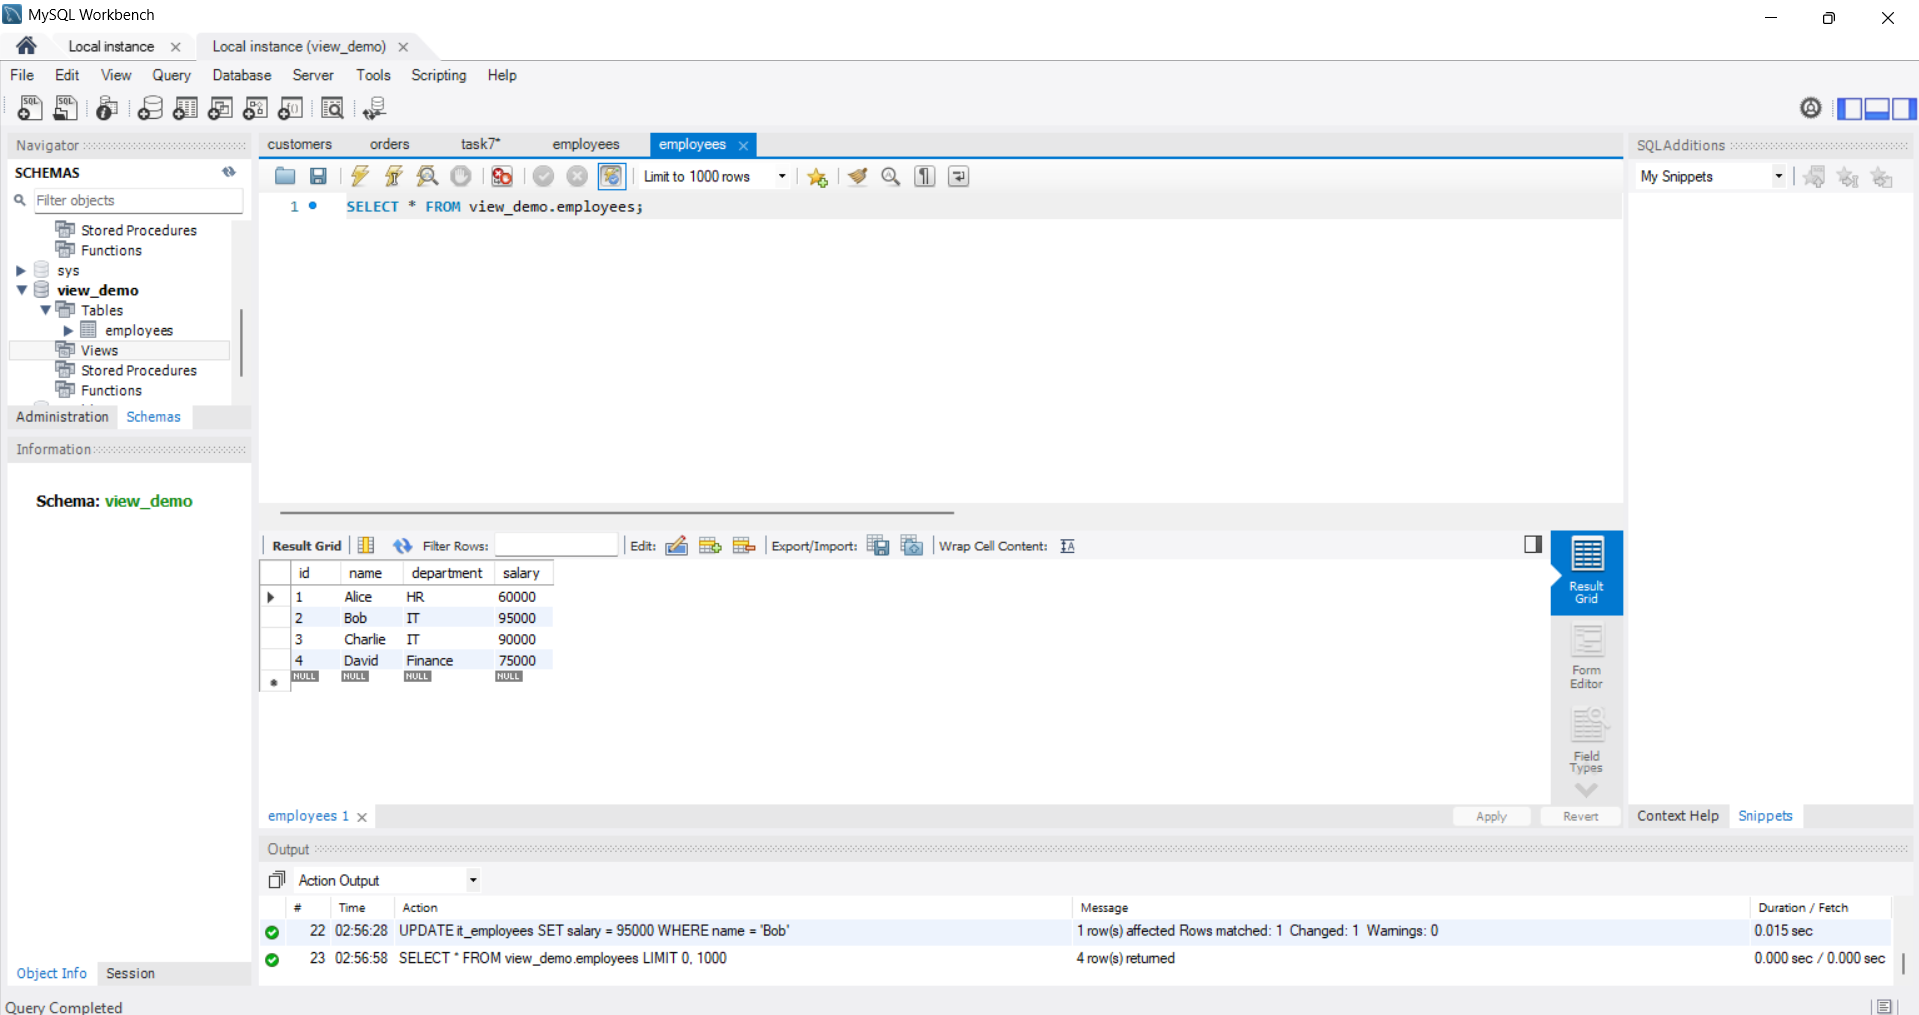 MySQL Workbench
Local instance
Local instance (view_demo)
File Edit View Query Database Server Tools Scripting Help
Navigator
SCHEMAS
Filter objects
Stored Procedures
Functions
sys
view_demo
Tables
employees
Views
Stored Procedures
Functions
Administration Schemas
Information
Schema: view_demo
Object Info Session
Query Completed
customers orders task7* employees employees
Limit to 1000 rows
1 SELECT * FROM view_demo.employees;
Result Grid Filter Rows: Edit: Export/Import: Wrap Cell Content:
id name department salary
1 Alice HR 60000
2 Bob IT 95000
3 Charlie IT 90000
4 David Finance 75000
NULL NULL NULL NULL
Result
Grid
Form
Editor
Field
Types
employees 1
Apply Revert
SQLAdditions
My Snippets
Context Help Snippets
Output
Action Output
# Time Action Message Duration / Fetch
22 02:56:28 UPDATE it_employees SET salary = 95000 WHERE name = 'Bob' 1 row(s) affected Rows matched: 1 Changed: 1 Warnings: 0 0.015 sec
23 02:56:58 SELECT * FROM view_demo.employees LIMIT 0, 1000 4 row(s) returned 0.000 sec / 0.000 sec